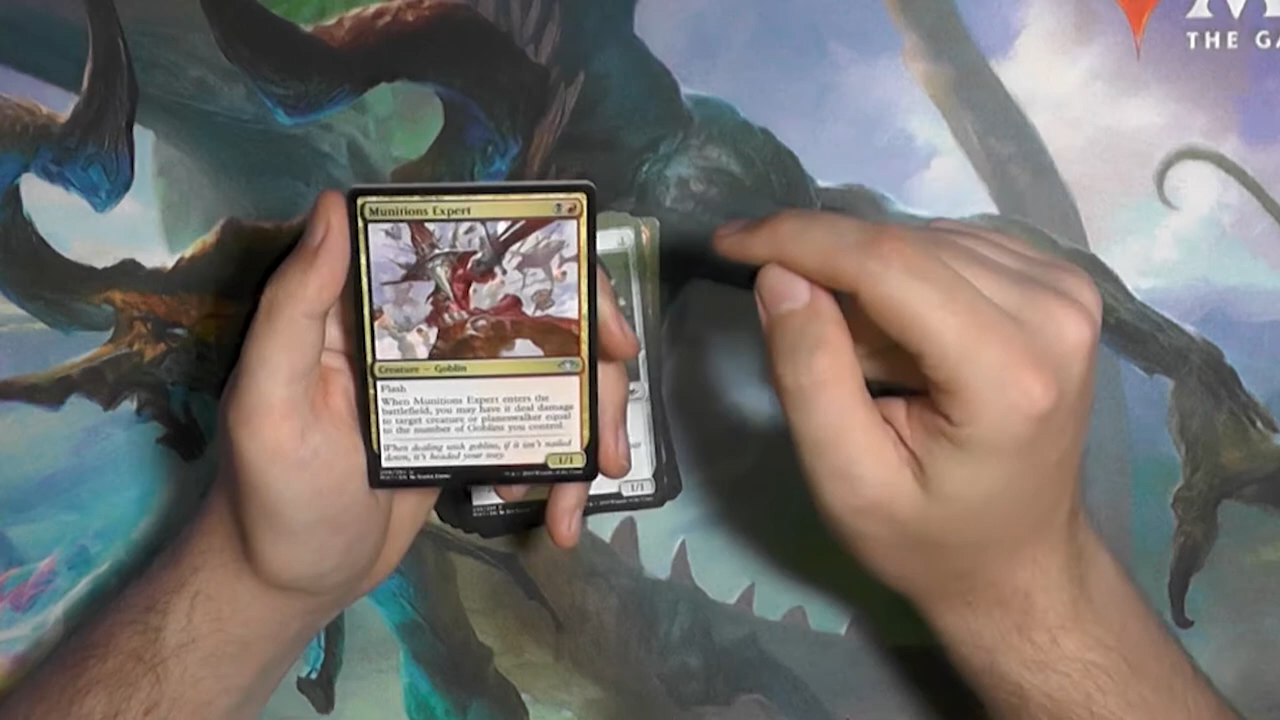 THE GA
Munitions Expert
Creature — Goblin
Flash
When Munitions Expert enters the
battlefield, you may have it deal damage
to target creature or planeswalker equal
to the number of Goblins you control.
When dealing with goblins, if it isn't nailed
down, it's headed your way.
1/1
1/1